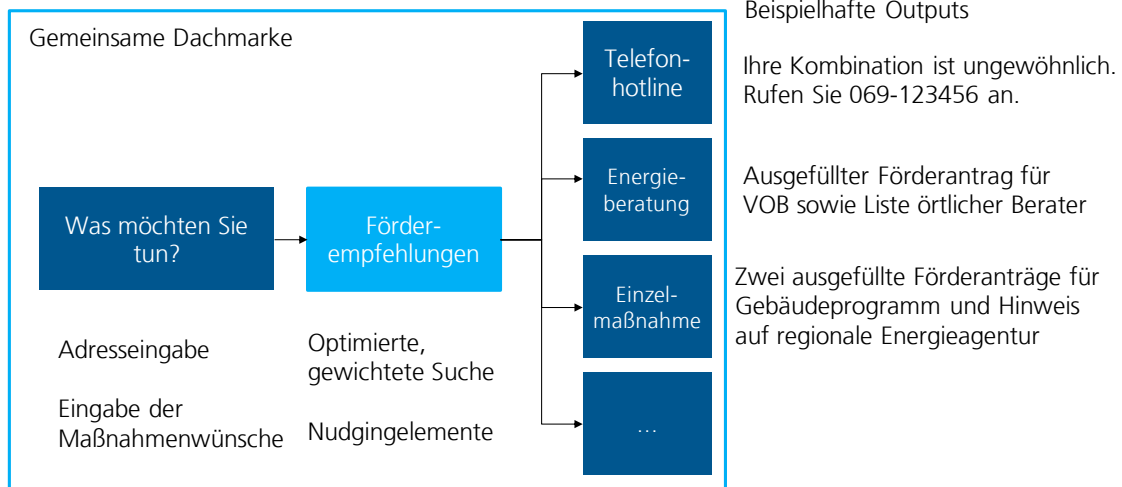 Beispielhafte Outputs
Gemeinsame Dachmarke
Telefon-
hotline
Ihre Kombination ist ungewöhnlich.
Rufen Sie 069-123456 an.
Was möchten Sie
tun?
Förder-
empfehlungen
Energie-
beratung
Ausgefüllter Förderantrag für
VOB sowie Liste örtlicher Berater
Einzel-
maßnahme
Zwei ausgefüllte Förderanträge für
Gebäudeprogramm und Hinweis
auf regionale Energieagentur
Adresseingabe
Eingabe der
Maßnahmenwünsche
Optimierte,
gewichtete Suche
Nudgingelemente
…